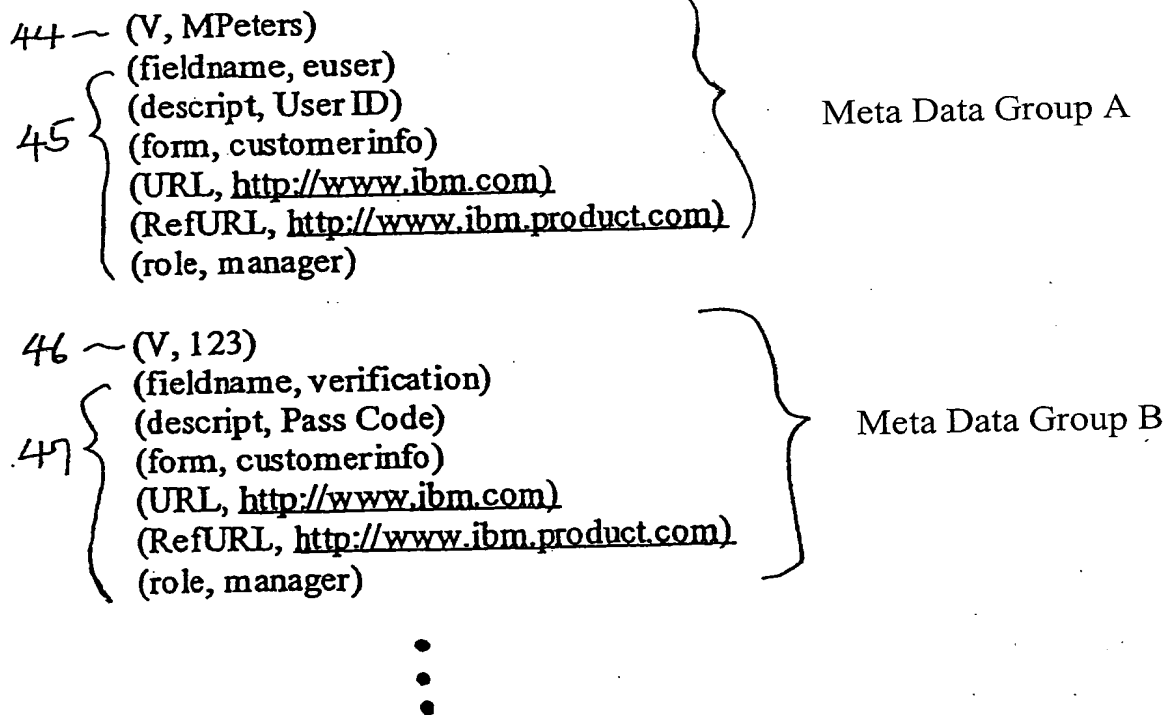 44 (V, MPeters)
(fieldname, euser)
(descript, User ID)
45 (form, customerinfo)
Meta Data Group A
(URL, http://www.ibm.com)
(RefURL, http://www.ibm.product.com)
(role, manager)
46 (V, 123)
(fieldname, verification)
(descript, Pass Code)
Meta Data Group B
47 (form, customerinfo)
(URL, http://www.ibm.com)
(RefURL, http://www.ibm.product.com)
(role, manager)